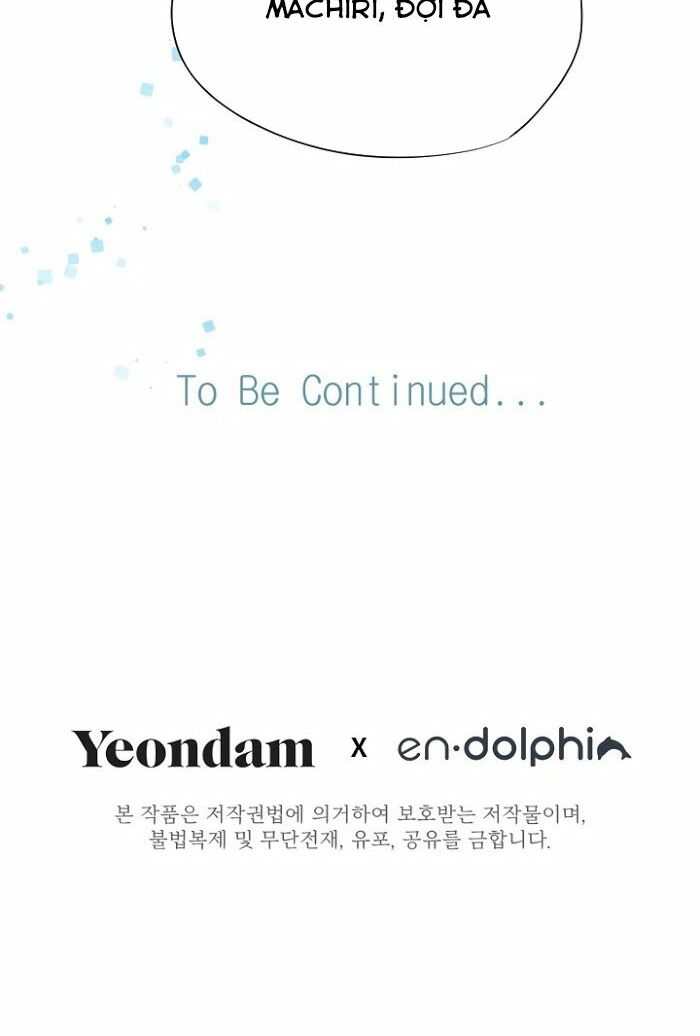 MACHIRI, ĐỢI ĐÃ
To Be Continued...
Yeondam x en·dolphin
본 작품은 저작권법에 의거하여 보호받는 저작물이며,
불법복제 및 무단전재, 유포, 공유를 금합니다.